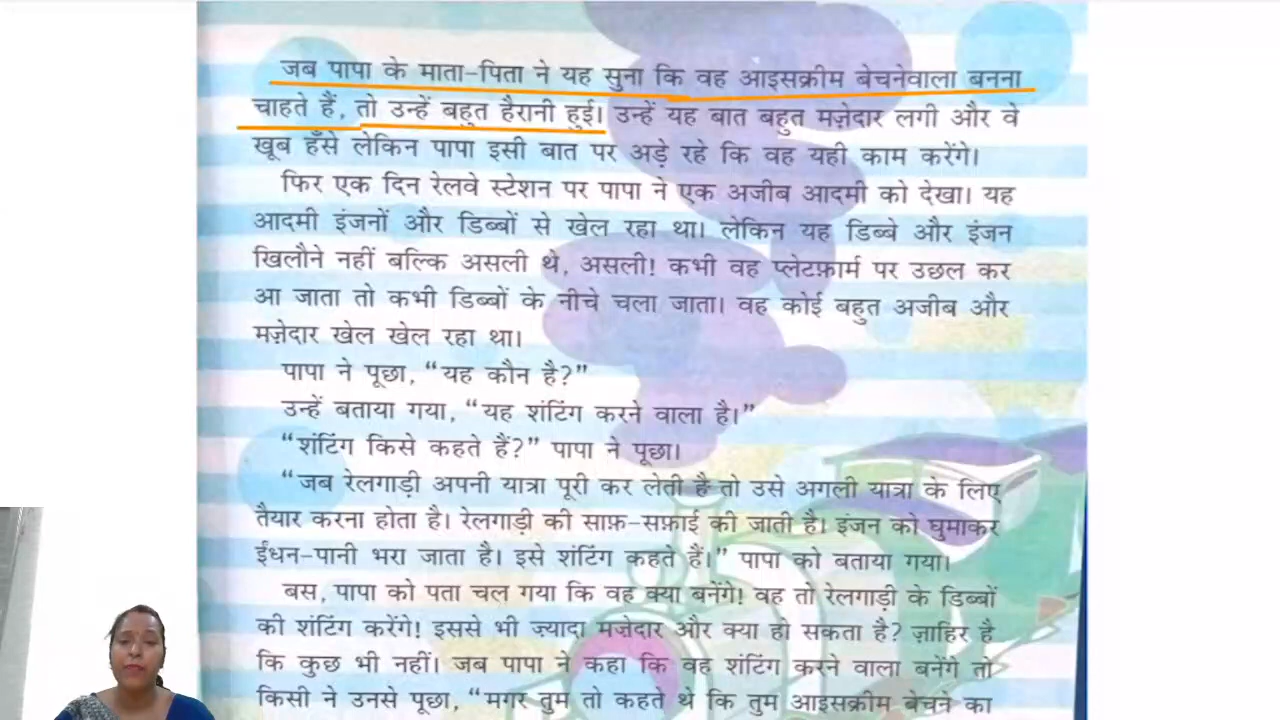 जब पापा के माता-पिता ने यह सुना कि वह आइसक्रीम बेचनेवाला बनना
चाहते हैं, तो उन्हें बहुत हैरानी हुई। उन्हें यह बात बहुत मज़ेदार लगी और वे
खूब हँसे लेकिन पापा इसी बात पर अड़े रहे कि वह यही काम करेंगे।
फिर एक दिन रेलवे स्टेशन पर पापा ने एक अजीब आदमी को देखा। यह
आदमी इंजनों और डिब्बों से खेल रहा था। लेकिन यह डिब्बे और इंजन
खिलौने नहीं बल्कि असली थे, असली! कभी वह प्लेटफ़ार्म पर उछल कर
आ जाता तो कभी डिब्बों के नीचे चला जाता। वह कोई बहुत अजीब और
मज़ेदार खेल खेल रहा था।
पापा ने पूछा, “यह कौन है?”
उन्हें बताया गया, “यह शंटिंग करने वाला है।”
“शंटिंग किसे कहते हैं?” पापा ने पूछा।
“जब रेलगाड़ी अपनी यात्रा पूरी कर लेती है तो उसे अगली यात्रा के लिए
तैयार करना होता है। रेलगाड़ी की साफ़-सफ़ाई की जाती है। इंजन को घुमाकर
ईंधन-पानी भरा जाता है। इसे शंटिंग कहते हैं।” पापा को बताया गया।
बस, पापा को पता चल गया कि वह क्या बनेंगे! वह तो रेलगाड़ी के डिब्बों
की शंटिंग करेंगे! इससे भी ज़्यादा मज़ेदार और क्या हो सकता है? ज़ाहिर है
कि कुछ भी नहीं। जब पापा ने कहा कि वह शंटिंग करने वाला बनेंगे तो
किसी ने उनसे पूछा, “मगर तुम तो कहते थे कि तुम आइसक्रीम बेचने का